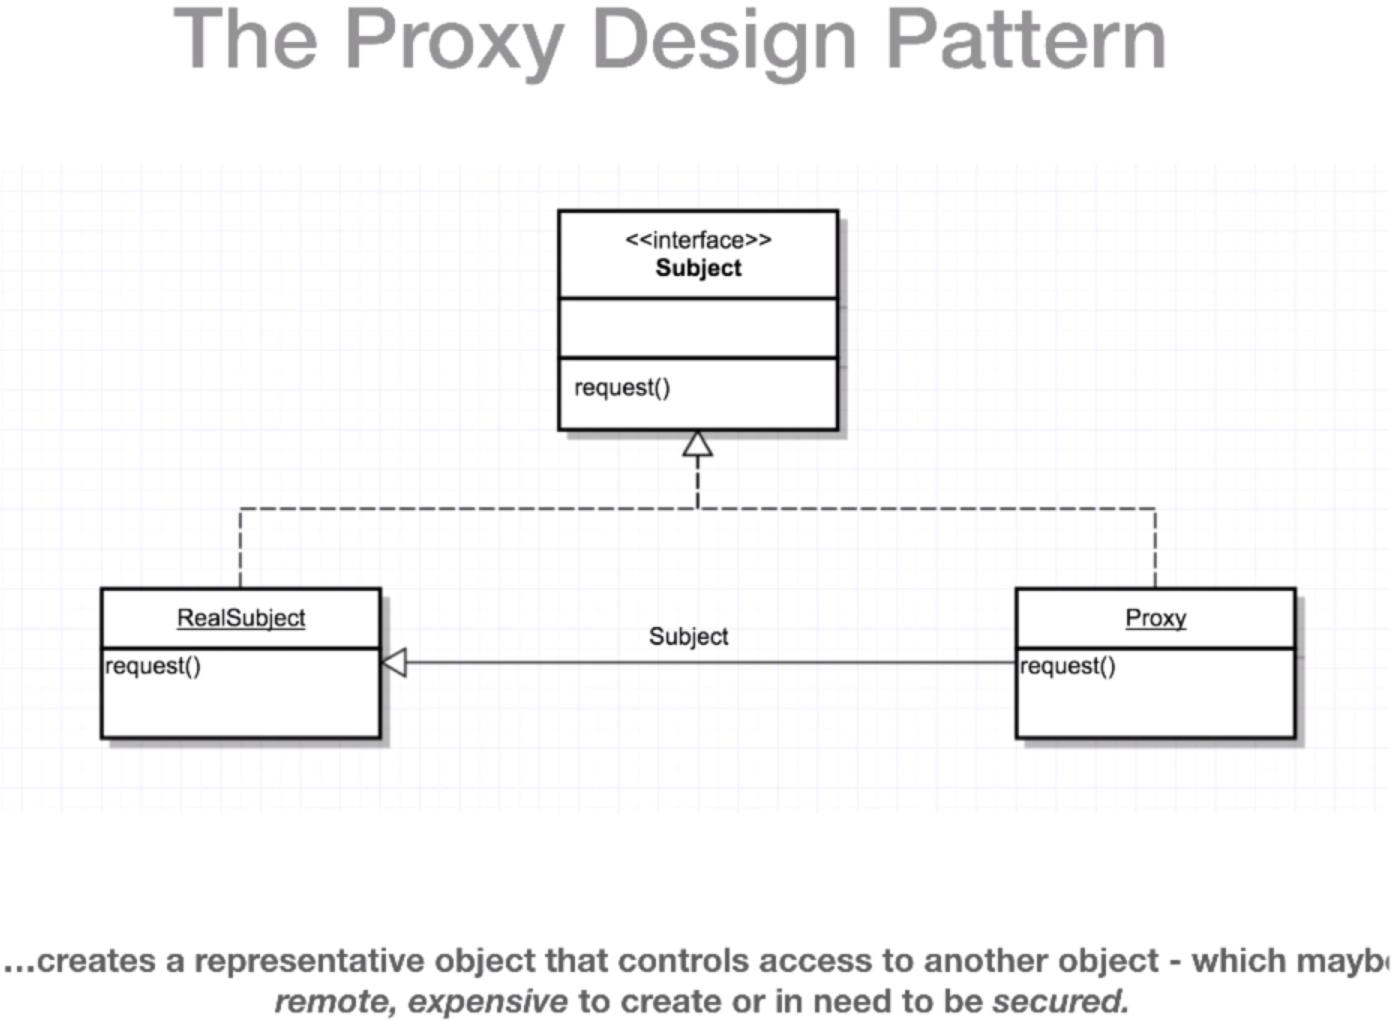 The Proxy Design Pattern
<<interface>>
Subject
request()
RealSubject
request()
Subject
Proxy
request()
...creates a representative object that controls access to another object - which mayb
remote, expensive to create or in need to be secured.